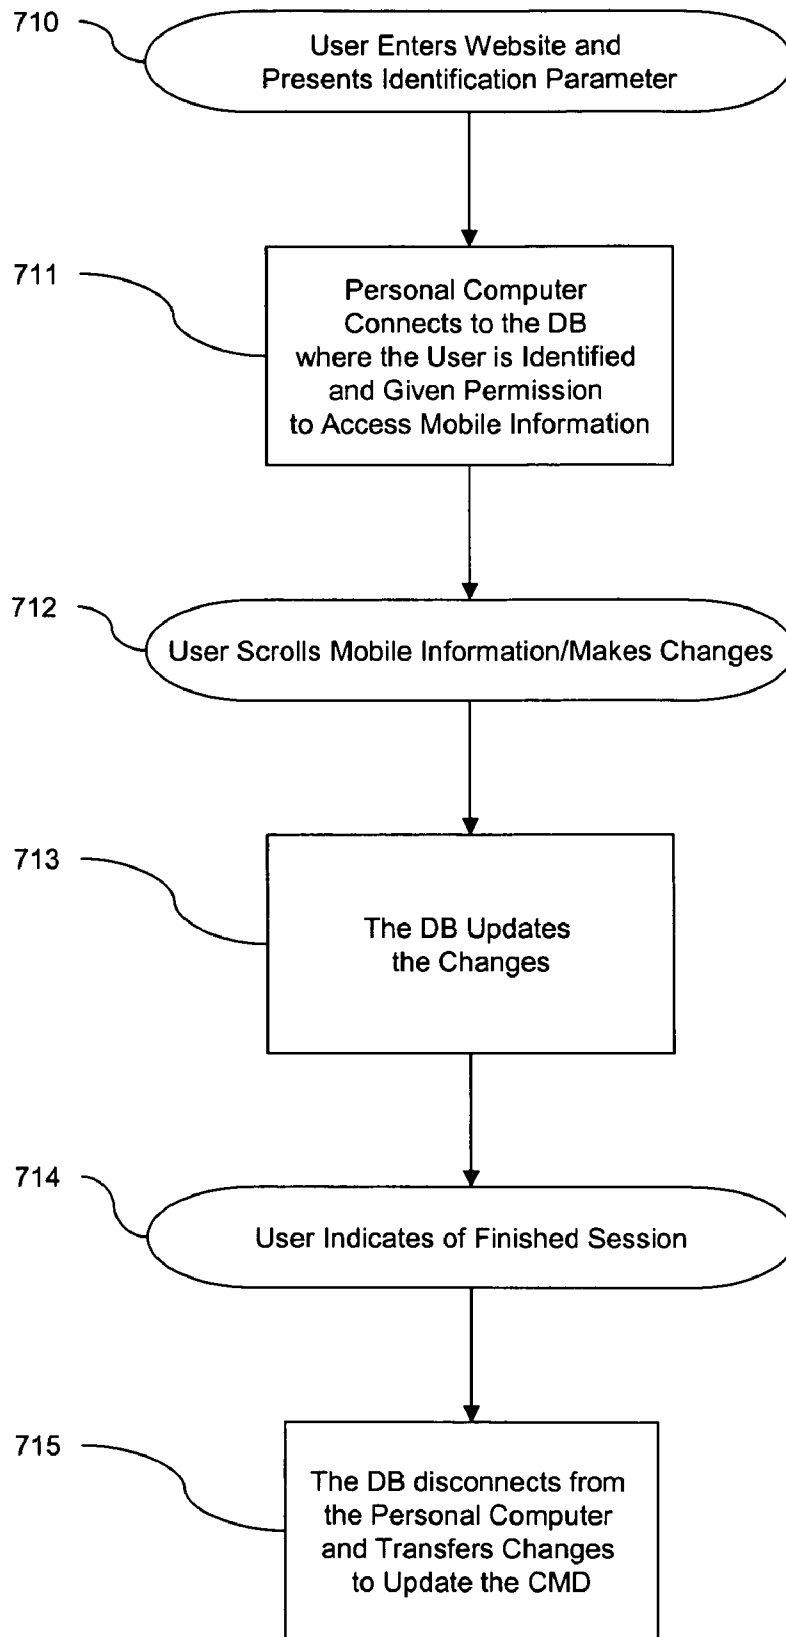 710
User Enters Website and
Presents Identification Parameter
711
Personal Computer
Connects to the DB
where the User is Identified
and Given Permission
to Access Mobile Information
712
User Scrolls Mobile Information/Makes Changes
713
The DB Updates
the Changes
714
User Indicates of Finished Session
715
The DB disconnects from
the Personal Computer
and Transfers Changes
to Update the CMD